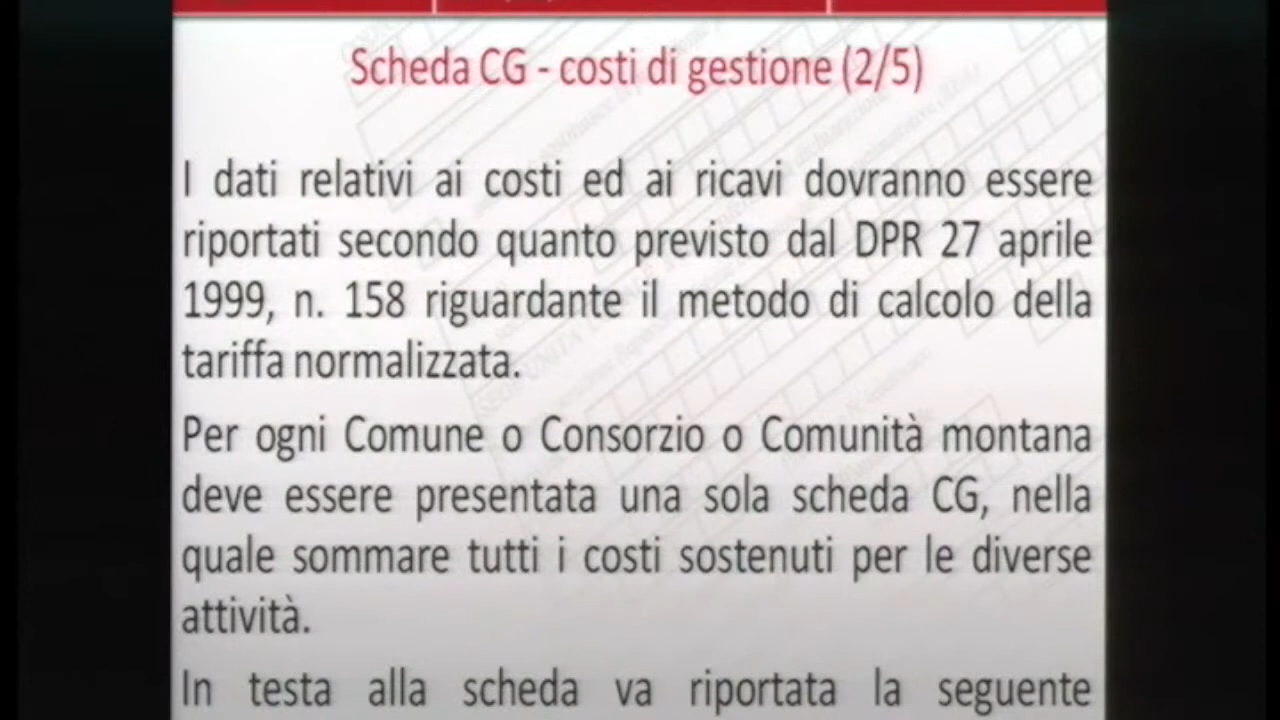 Scheda CG - costi di gestione (2/5)
I dati relativi ai costi ed ai ricavi dovranno essere
riportati secondo quanto previsto dal DPR 27 aprile
1999, n. 158 riguardante il metodo di calcolo della
tariffa normalizzata.
Per ogni Comune o Consorzio o Comunità montana
deve essere presentata una sola scheda CG, nella
quale sommare tutti i costi sostenuti per le diverse
attività.
In testa alla scheda va riportata la seguente